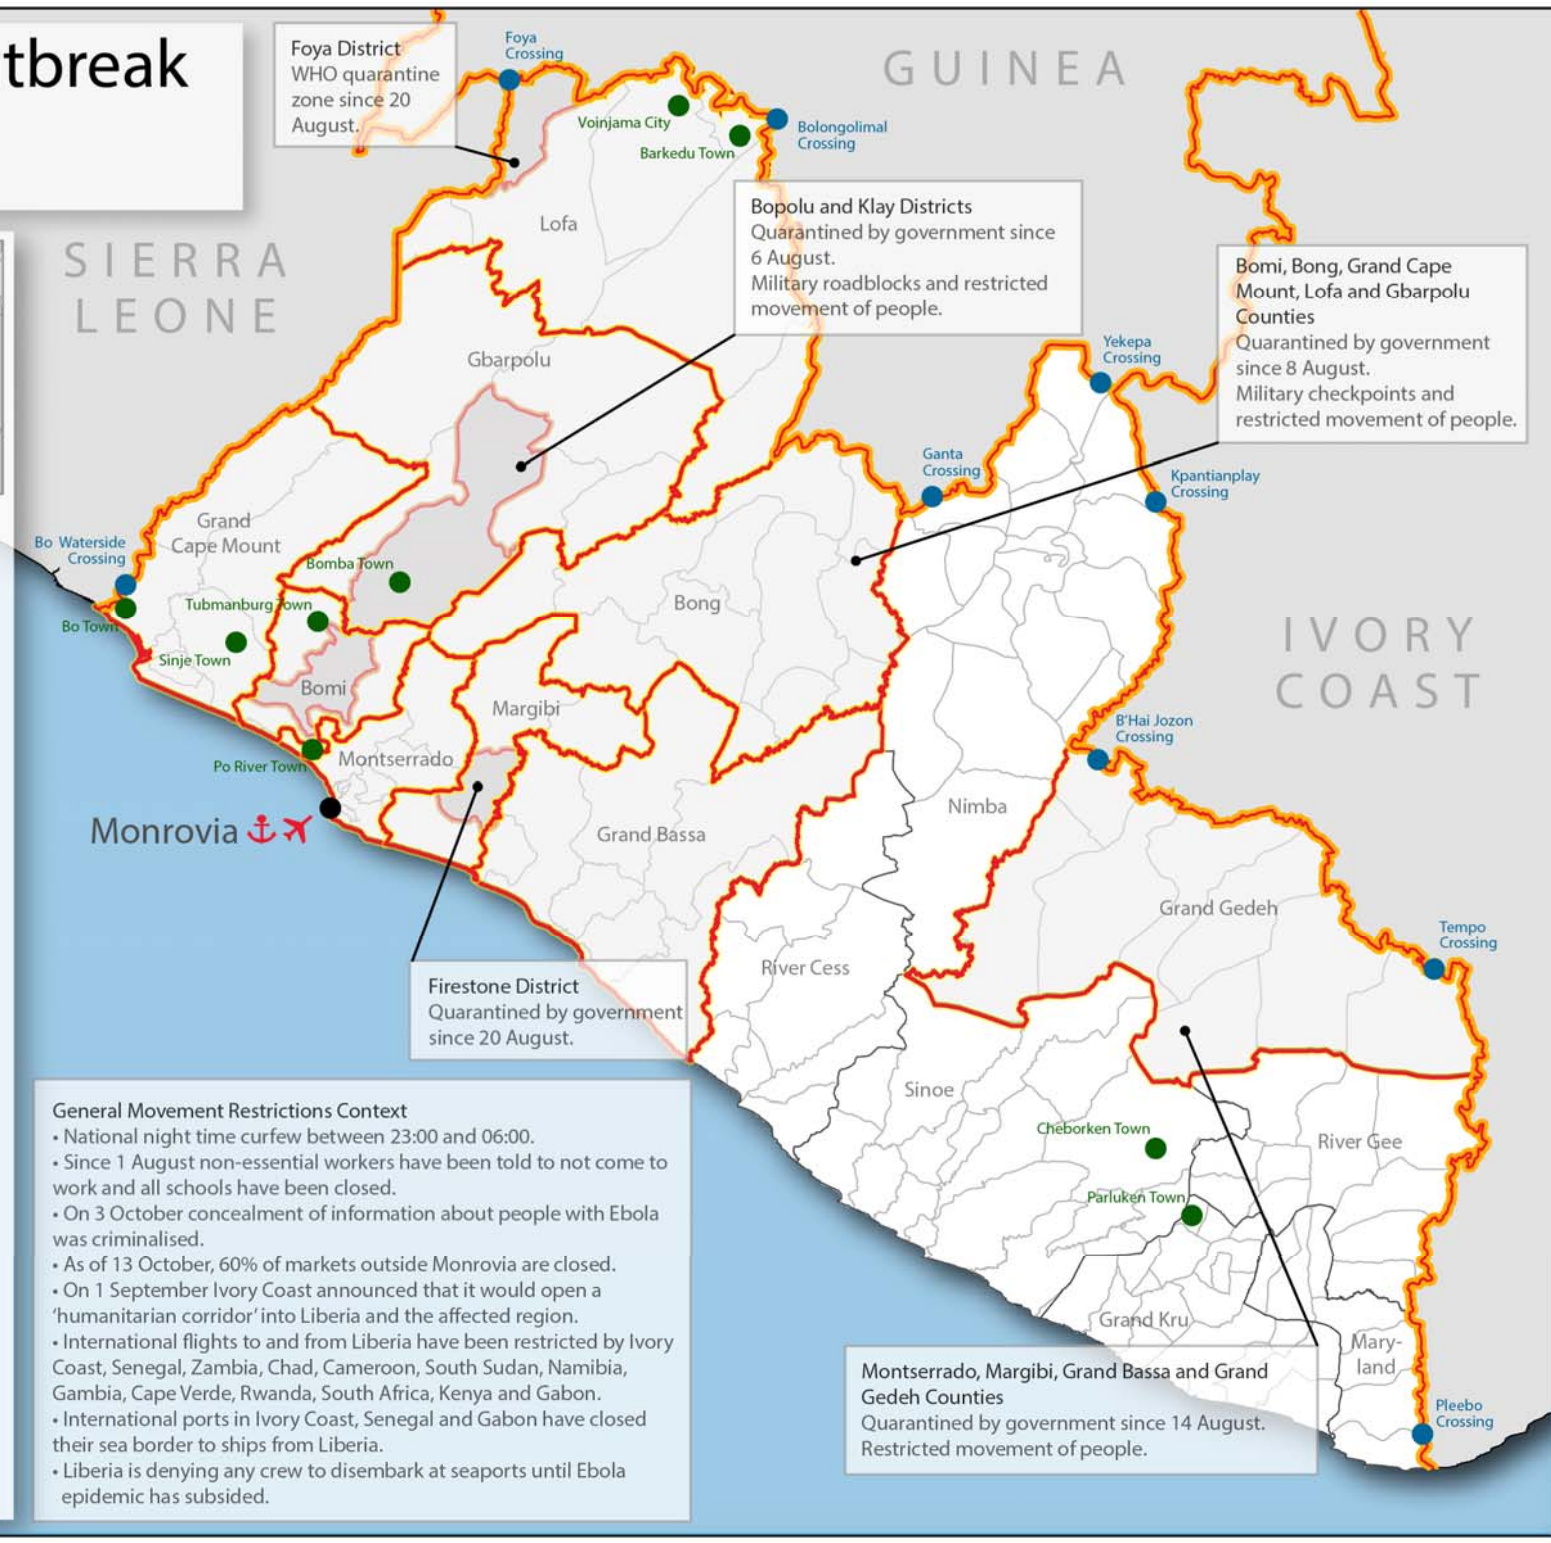 tbreak
Foya District
WHO quarantine
zone since 20
August.
Foya
Crossing
GUINEA
Voinjama City
Barkedu Town
Bolongolimal
Crossing
Lofa
Bopolu and Klay Districts
Quarantined by government since
6 August.
Military roadblocks and restricted
movement of people.
SIERRA
LEONE
Bomi, Bong, Grand Cape
Mount, Lofa and Gbarpolu
Counties
Quarantined by government
since 8 August.
Military checkpoints and
restricted movement of people.
Gbarpolu
Yekepa
Crossing
Ganta
Crossing
Kpantianplay
Crossing
Grand
Cape Mount
Bo Waterside
Crossing
Bomba Town
Tubmanburg Town
Bo Town
Sinje Town
Bong
Bomi
Margibi
IVORY
COAST
B'Hai Jozon
Crossing
Po River Town
Montserrado
Monrovia
Nimba
Grand Bassa
Grand Gedeh
Tempo
Crossing
River Cess
Firestone District
Quarantined by government
since 20 August.
Sinoe
Cheborken Town
River Gee
Parluken Town
General Movement Restrictions Context
• National night time curfew between 23:00 and 06:00.
• Since 1 August non-essential workers have been told to not come to
work and all schools have been closed.
• On 3 October concealment of information about people with Ebola
was criminalised.
• As of 13 October, 60% of markets outside Monrovia are closed.
• On 1 September Ivory Coast announced that it would open a
'humanitarian corridor' into Liberia and the affected region.
• International flights to and from Liberia have been restricted by Ivory
Coast, Senegal, Zambia, Chad, Cameroon, South Sudan, Namibia,
Gambia, Cape Verde, Rwanda, South Africa, Kenya and Gabon.
• International ports in Ivory Coast, Senegal and Gabon have closed
their sea border to ships from Liberia.
• Liberia is denying any crew to disembark at seaports until Ebola
epidemic has subsided.
Grand Kru
Mary-
land
Montserrado, Margibi, Grand Bassa and Grand
Gedeh Counties
Quarantined by government since 14 August.
Restricted movement of people.
Pleebo
Crossing